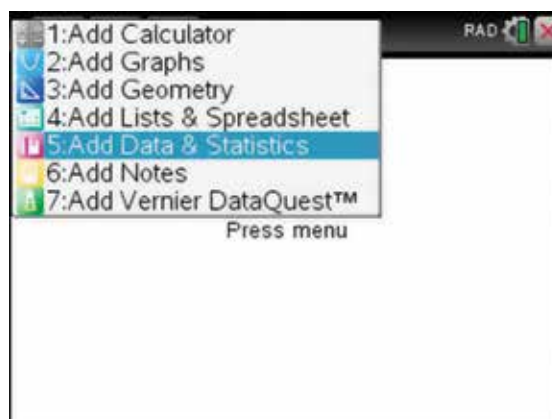 1:Add Calculator
RAD
2:Add Graphs
3:Add Geometry
4:Add Lists & Spreadsheet
5:Add Data & Statistics
6:Add Notes
7:Add Vernier DataQuest™
Press menu